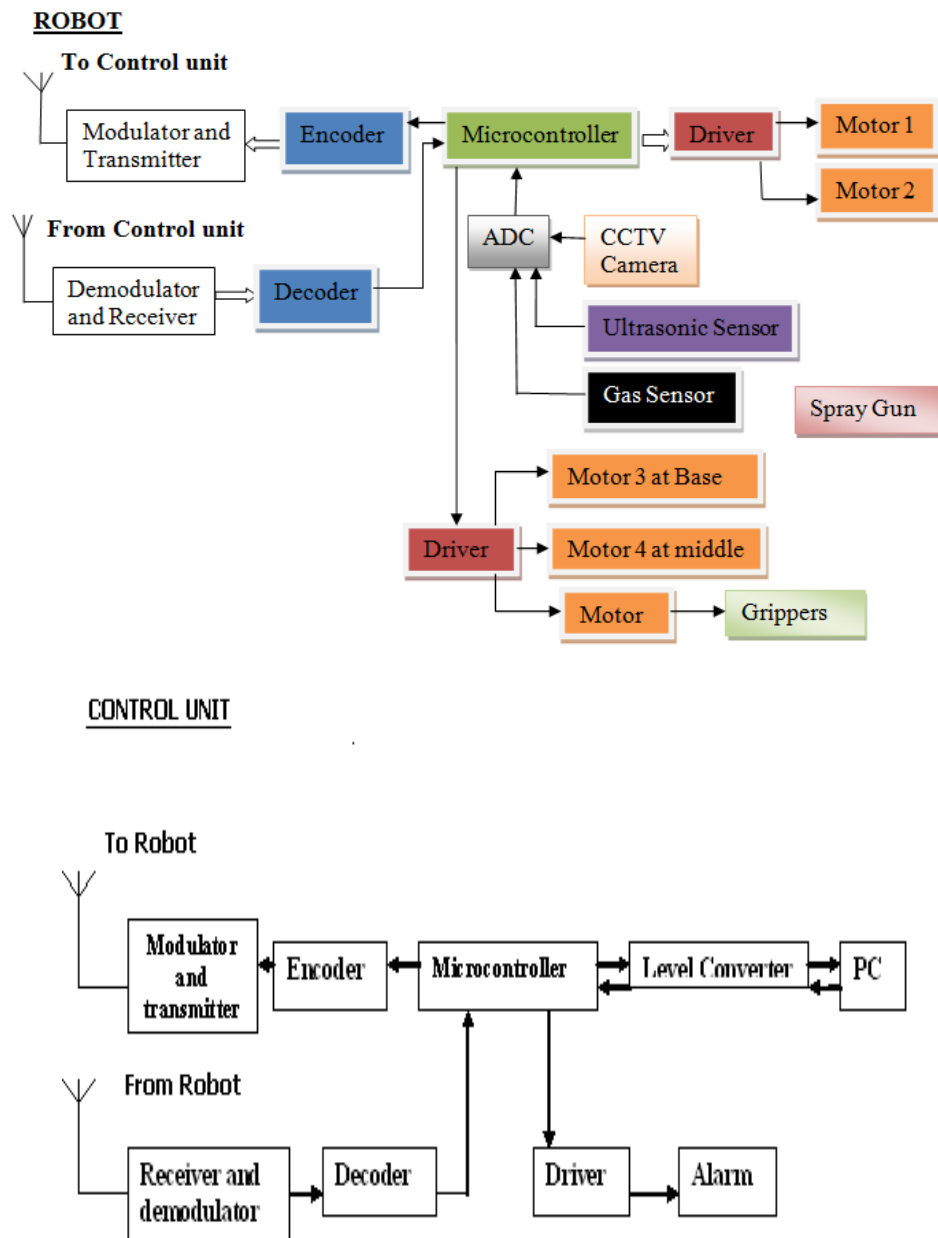 ROBOT
To Control unit
Modulator and
Transmitter
Encoder
Microcontroller
Driver
Motor 1
Motor 2
From Control unit
Demodulator
and Receiver
Decoder
ADC
CCTV
Camera
Ultrasonic Sensor
Gas Sensor
Spray Gun
Motor 3 at Base
Driver
Motor 4 at middle
Motor
Grippers
CONTROL UNIT
To Robot
Modulator
and
transmitter
Encoder
Microcontroller
Level Converter
PC
From Robot
Receiver and
demodulator
Decoder
Driver
Alarm